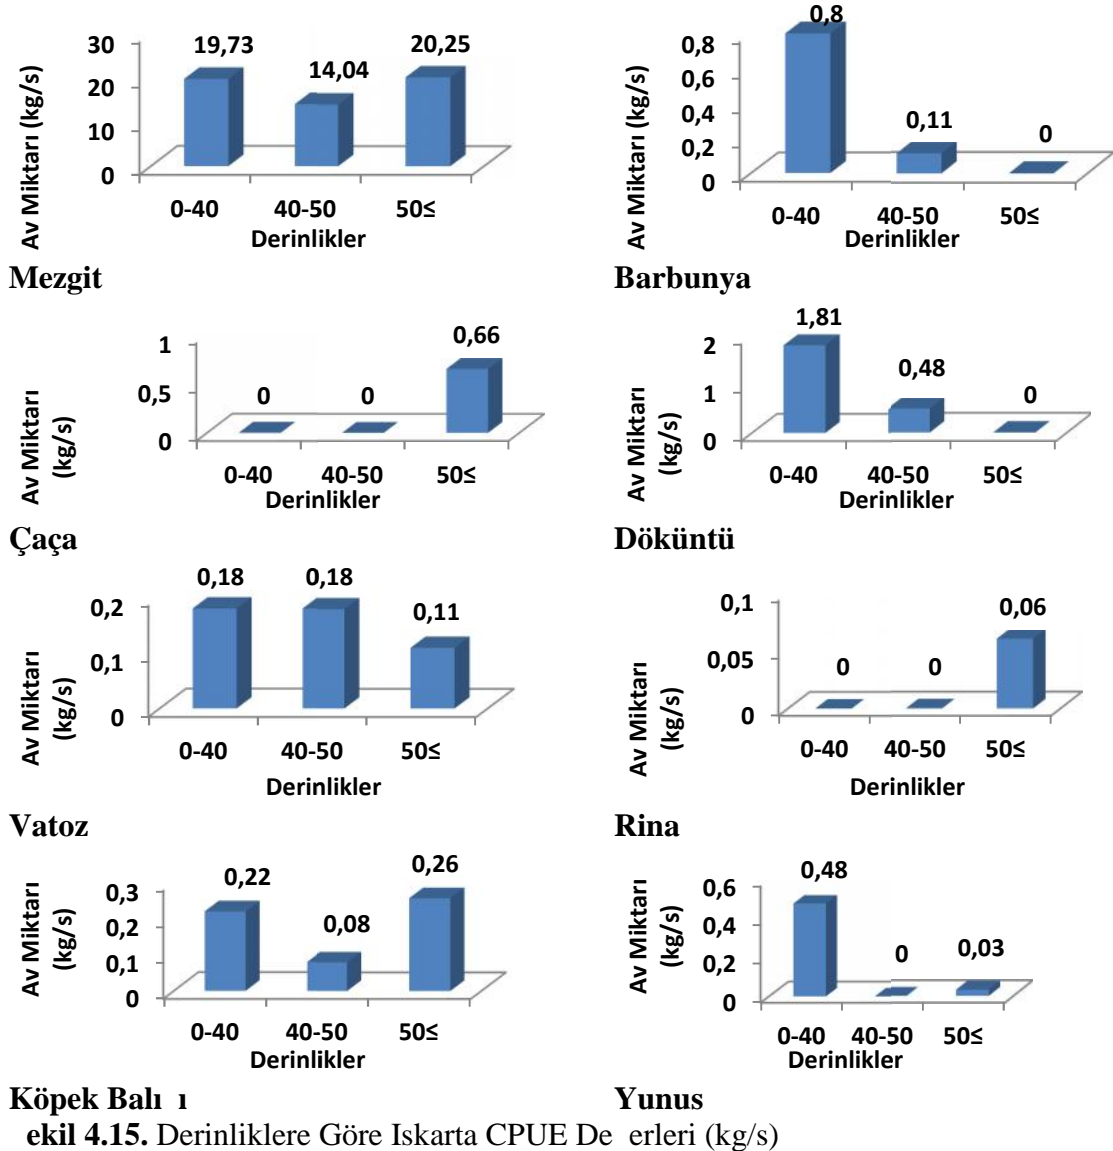 30
20
10
0
19,73
14,04
20,25
0-40 40-50 50≤
Derinlikler
Av Miktarı (kg/s)
Mezgit
0,8
0,6
0,4
0,2
0
0,8
0,11
0
0-40 40-50 50≤
Derinlikler
Av Miktarı (kg/s)
Barbunya
1
0,5
0
0
0
0,66
0-40 40-50 50≤
Derinlikler
Av Miktarı
(kg/s)
Çaça
2
1
0
1,81
0,48
0
0-40 40-50 50≤
Derinlikler
Av Miktarı
(kg/s)
Döküntü
0,2
0,1
0
0,18
0,18
0,11
0-40 40-50 50≤
Derinlikler
Av Miktarı
(kg/s)
Vatoz
0,1
0,05
0
0
0
0,06
0-40 40-50 50≤
Derinlikler
Av Miktarı
(kg/s)
Rina
0,3
0,2
0,1
0
0,22
0,08
0,26
0-40 40-50 50≤
Derinlikler
Av Miktarı
(kg/s)
Köpek Balı ı
0,6
0,4
0,2
0
0,48
0
0,03
0-40 40-50 50≤
Derinlikler
Av Miktarı
(kg/s)
Yunus
ekil 4.15. Derinliklere Göre Iskarta CPUE De erleri (kg/s)